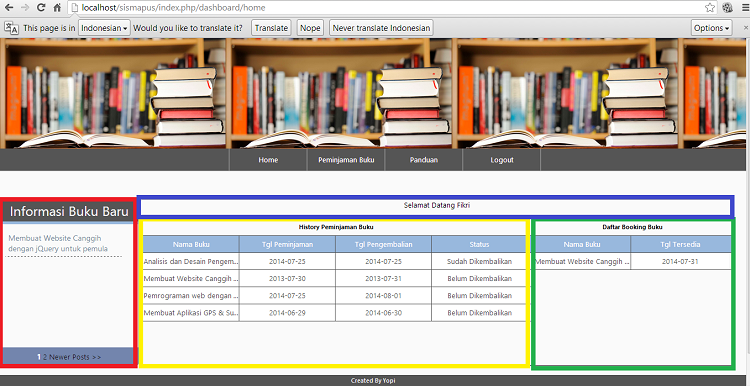 localhost/sismapus/index.php/dashboard/home
This page is in Indonesian Would you like to translate it? Translate Nope Never translate Indonesian Options
Home Peminjaman Buku Panduan Logout
Selamat Datang Fikri
Informasi Buku Baru
Membuat Website Canggih
dengan jQuery untuk pemula
1 2 Newer Posts >>
History Peminjaman Buku
Nama Buku Tgl Peminjaman Tgl Pengembalian Status
Analisis dan Desain Pengem... 2014-07-25 2014-07-25 Sudah Dikembalikan
Membuat Website Canggih ... 2013-07-30 2013-07-31 Belum Dikembalikan
Pemrograman web dengan ... 2014-07-25 2014-08-01 Belum Dikembalikan
Membuat Aplikasi GPS & Su... 2014-06-29 2014-06-30 Belum Dikembalikan
Daftar Booking Buku
Nama Buku Tgl Tersedia
Membuat Website Canggih ... 2014-07-31
Created By Yopi